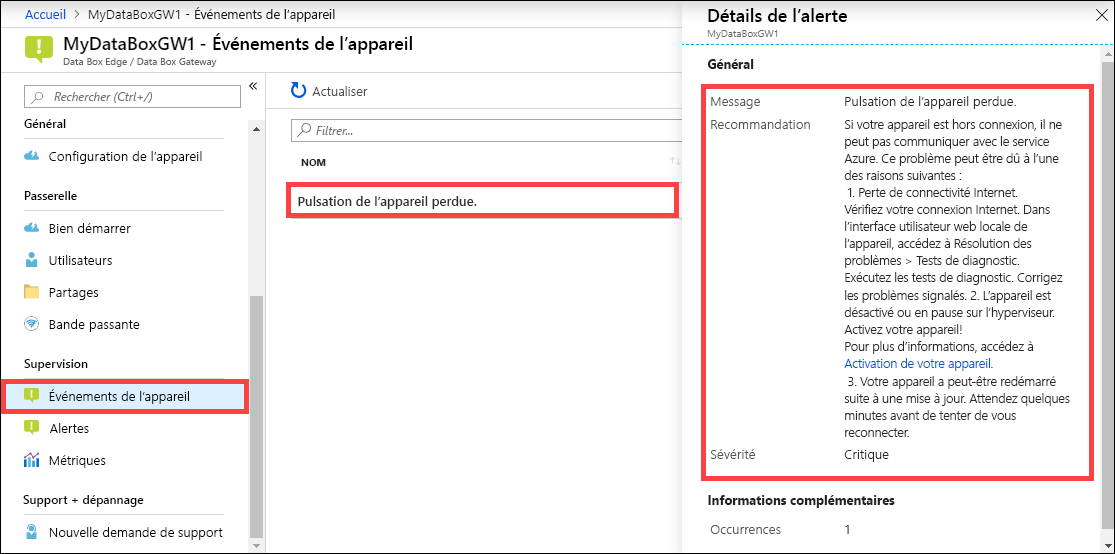 Accueil > MyDataBoxGW1 - Événements de l'appareil
MyDataBoxGW1 - Événements de l'appareil
Data Box Edge / Data Box Gateway
Rechercher (Ctrl+/)
«
Général
Configuration de l'appareil
Passerelle
Bien démarrer
Utilisateurs
Partages
Bande passante
Supervision
Événements de l'appareil
Alertes
Métriques
Support + dépannage
Nouvelle demande de support
Actualiser
Filtrer...
NOM
Pulsation de l'appareil perdue.
Détails de l'alerte
MyDataBoxGW1
Général
Message Pulsation de l'appareil perdue.
Recommandation Si votre appareil est hors connexion, il ne
peut pas communiquer avec le service
Azure. Ce problème peut être dû à l'une
des raisons suivantes :
1. Perte de connectivité Internet.
Vérifiez votre connexion Internet. Dans
l'interface utilisateur web locale de
l'appareil, accédez à Résolution des
problèmes > Tests de diagnostic.
Exécutez les tests de diagnostic. Corrigez
les problèmes signalés. 2. L'appareil est
désactivé ou en pause sur l'hyperviseur.
Activez votre appareil!
Pour plus d'informations, accédez à
Activation de votre appareil.
3. Votre appareil a peut-être redémarré
suite à une mise à jour. Attendez quelques
minutes avant de tenter de vous
reconnecter.
Sévérité Critique
Informations complémentaires
Occurrences 1